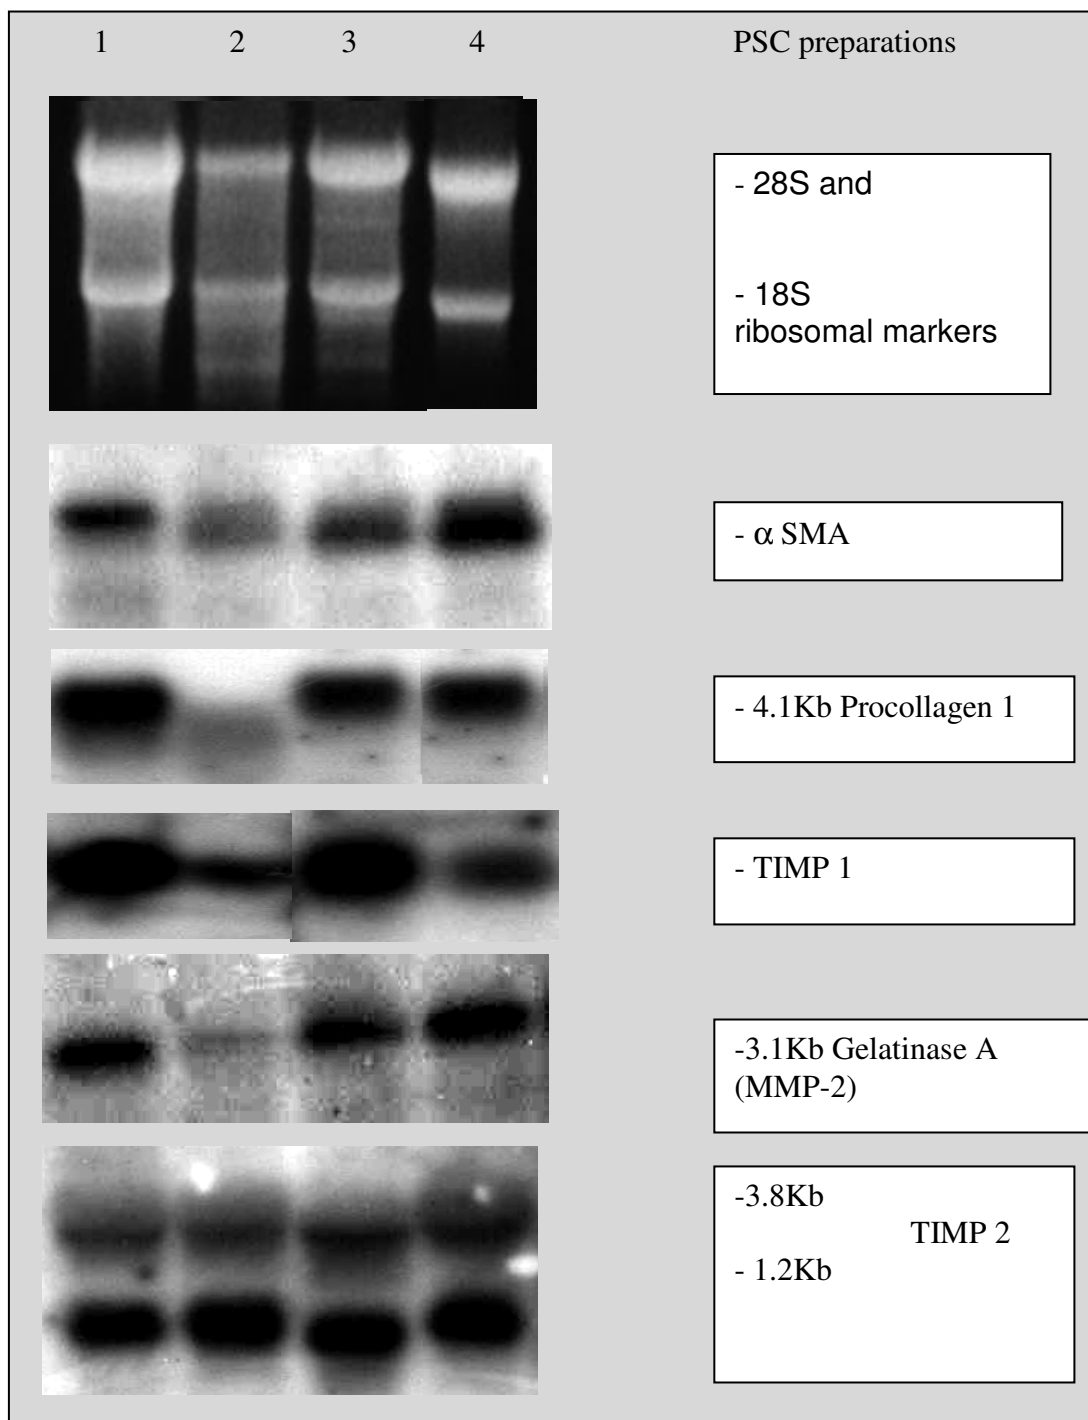 1 2 3 4 PSC preparations
- 28S and
- 18S
ribosomal markers
- α SMA
- 4.1Kb Procollagen 1
- TIMP 1
-3.1Kb Gelatinase A
(MMP-2)
-3.8Kb
TIMP 2
- 1.2Kb